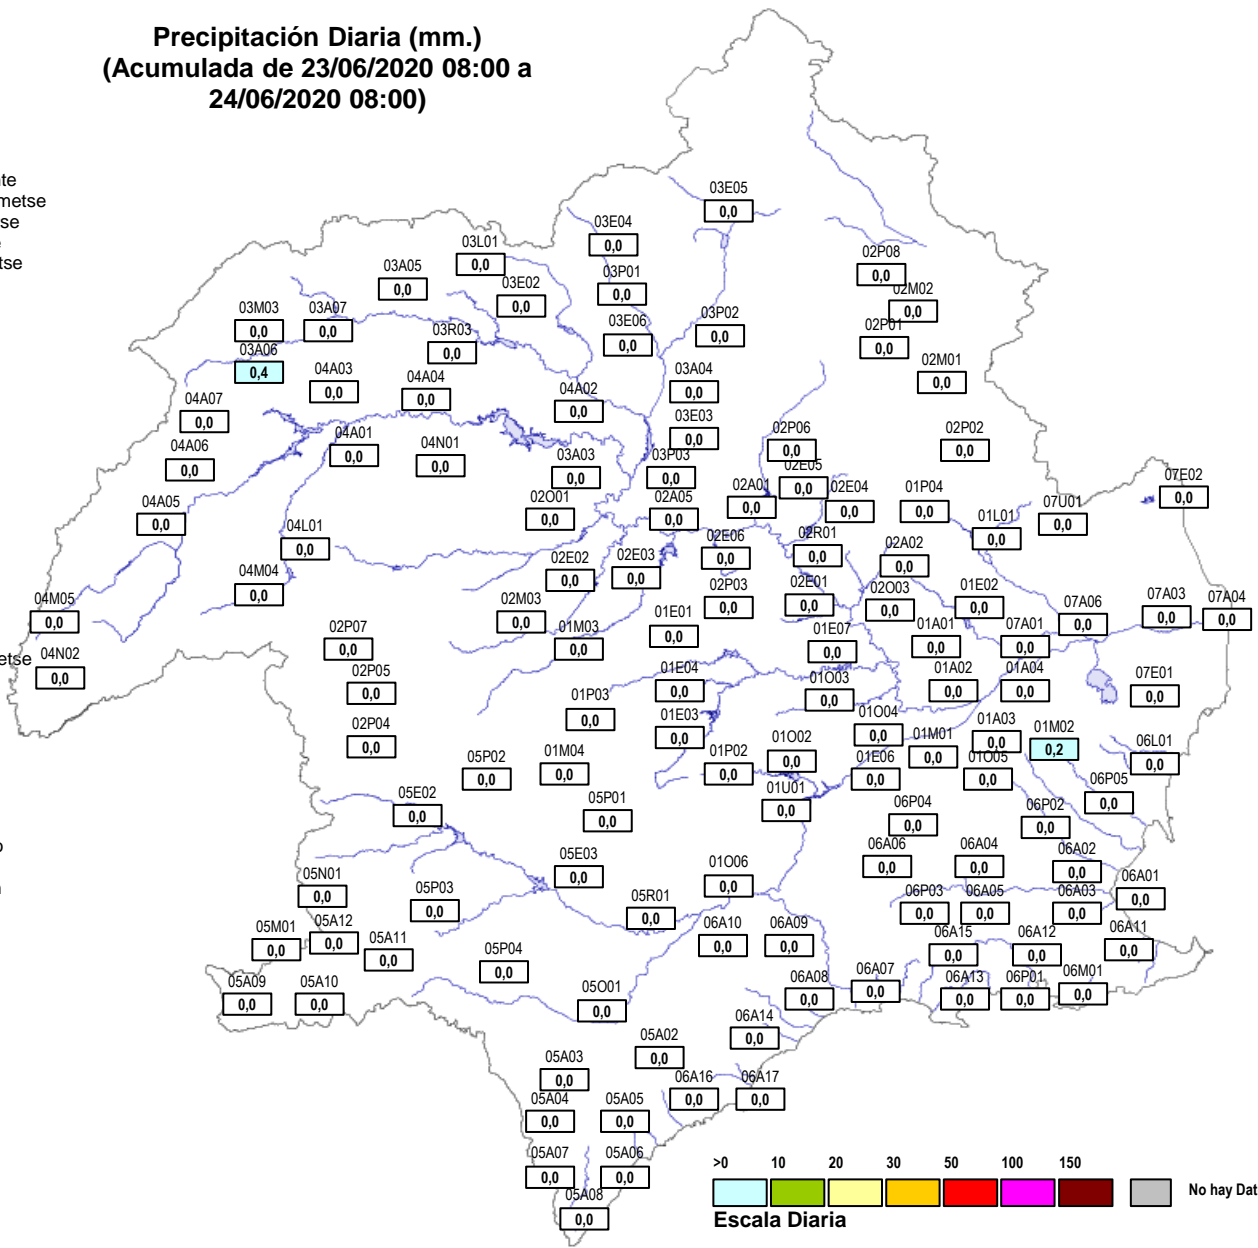 Precipitación Diaria (mm.)
(Acumulada de 23/06/2020 08:00 a
24/06/2020 08:00)
03E05
0,0
03E04
0,0
03L01
0,0
02P08
0,0
03A05
0,0
03P01
0,0
03E02
0,0
02M02
0,0
03M03
0,0
03A07
0,0
03E06
0,0
03P02
0,0
03R03
0,0
02P01
0,0
03A06
0,4
04A03
0,0
04A04
0,0
04A02
0,0
03A04
0,0
02M01
0,0
04A07
0,0
03E03
0,0
04A01
0,0
04N01
0,0
02P06
0,0
02P02
0,0
04A06
0,0
03A03
0,0
03P03
0,0
02E05
0,0
07E02
0,0
04A05
0,0
02O01
0,0
02A05
0,0
02A01
0,0
02E04
0,0
01P04
0,0
07U01
0,0
01L01
0,0
04L01
0,0
02E06
0,0
02R01
0,0
02A02
0,0
04M04
0,0
02E02
0,0
02E03
0,0
02P03
0,0
02E01
0,0
02O03
0,0
01E02
0,0
04M05
0,0
02M03
0,0
01E01
0,0
07A06
0,0
07A03
0,0
07A04
0,0
02P07
0,0
01M03
0,0
01E07
0,0
01A01
0,0
07A01
0,0
etse
04N02
0,0
02P05
0,0
01E04
0,0
01O03
0,0
01A02
0,0
01A04
0,0
07E01
0,0
01P03
0,0
02P04
0,0
01E03
0,0
01O04
0,0
01A03
0,0
01M02
0,2
01M01
0,0
06L01
0,0
05P02
0,0
01M04
0,0
01P02
0,0
01O02
0,0
01E06
0,0
01O05
0,0
05E02
0,0
05P01
0,0
01U01
0,0
06P04
0,0
06P02
0,0
06P05
0,0
05E03
0,0
01O06
0,0
06A06
0,0
06A04
0,0
06A02
0,0
05N01
0,0
05P03
0,0
05R01
0,0
06P03
0,0
06A05
0,0
06A03
0,0
06A01
0,0
05M01
0,0
05A12
0,0
05A11
0,0
05P04
0,0
06A10
0,0
06A09
0,0
06A15
0,0
06A12
0,0
06A11
0,0
05A09
0,0
05A10
0,0
05O01
0,0
06A08
0,0
06A07
0,0
06A13
0,0
06P01
0,0
06M01
0,0
05A02
0,0
06A14
0,0
05A03
0,0
06A16
0,0
06A17
0,0
05A04
0,0
05A05
0,0
05A07
0,0
05A06
0,0
05A08
0,0
>0 10 20 30 50 100 150
No hay Dat
Escala Diaria